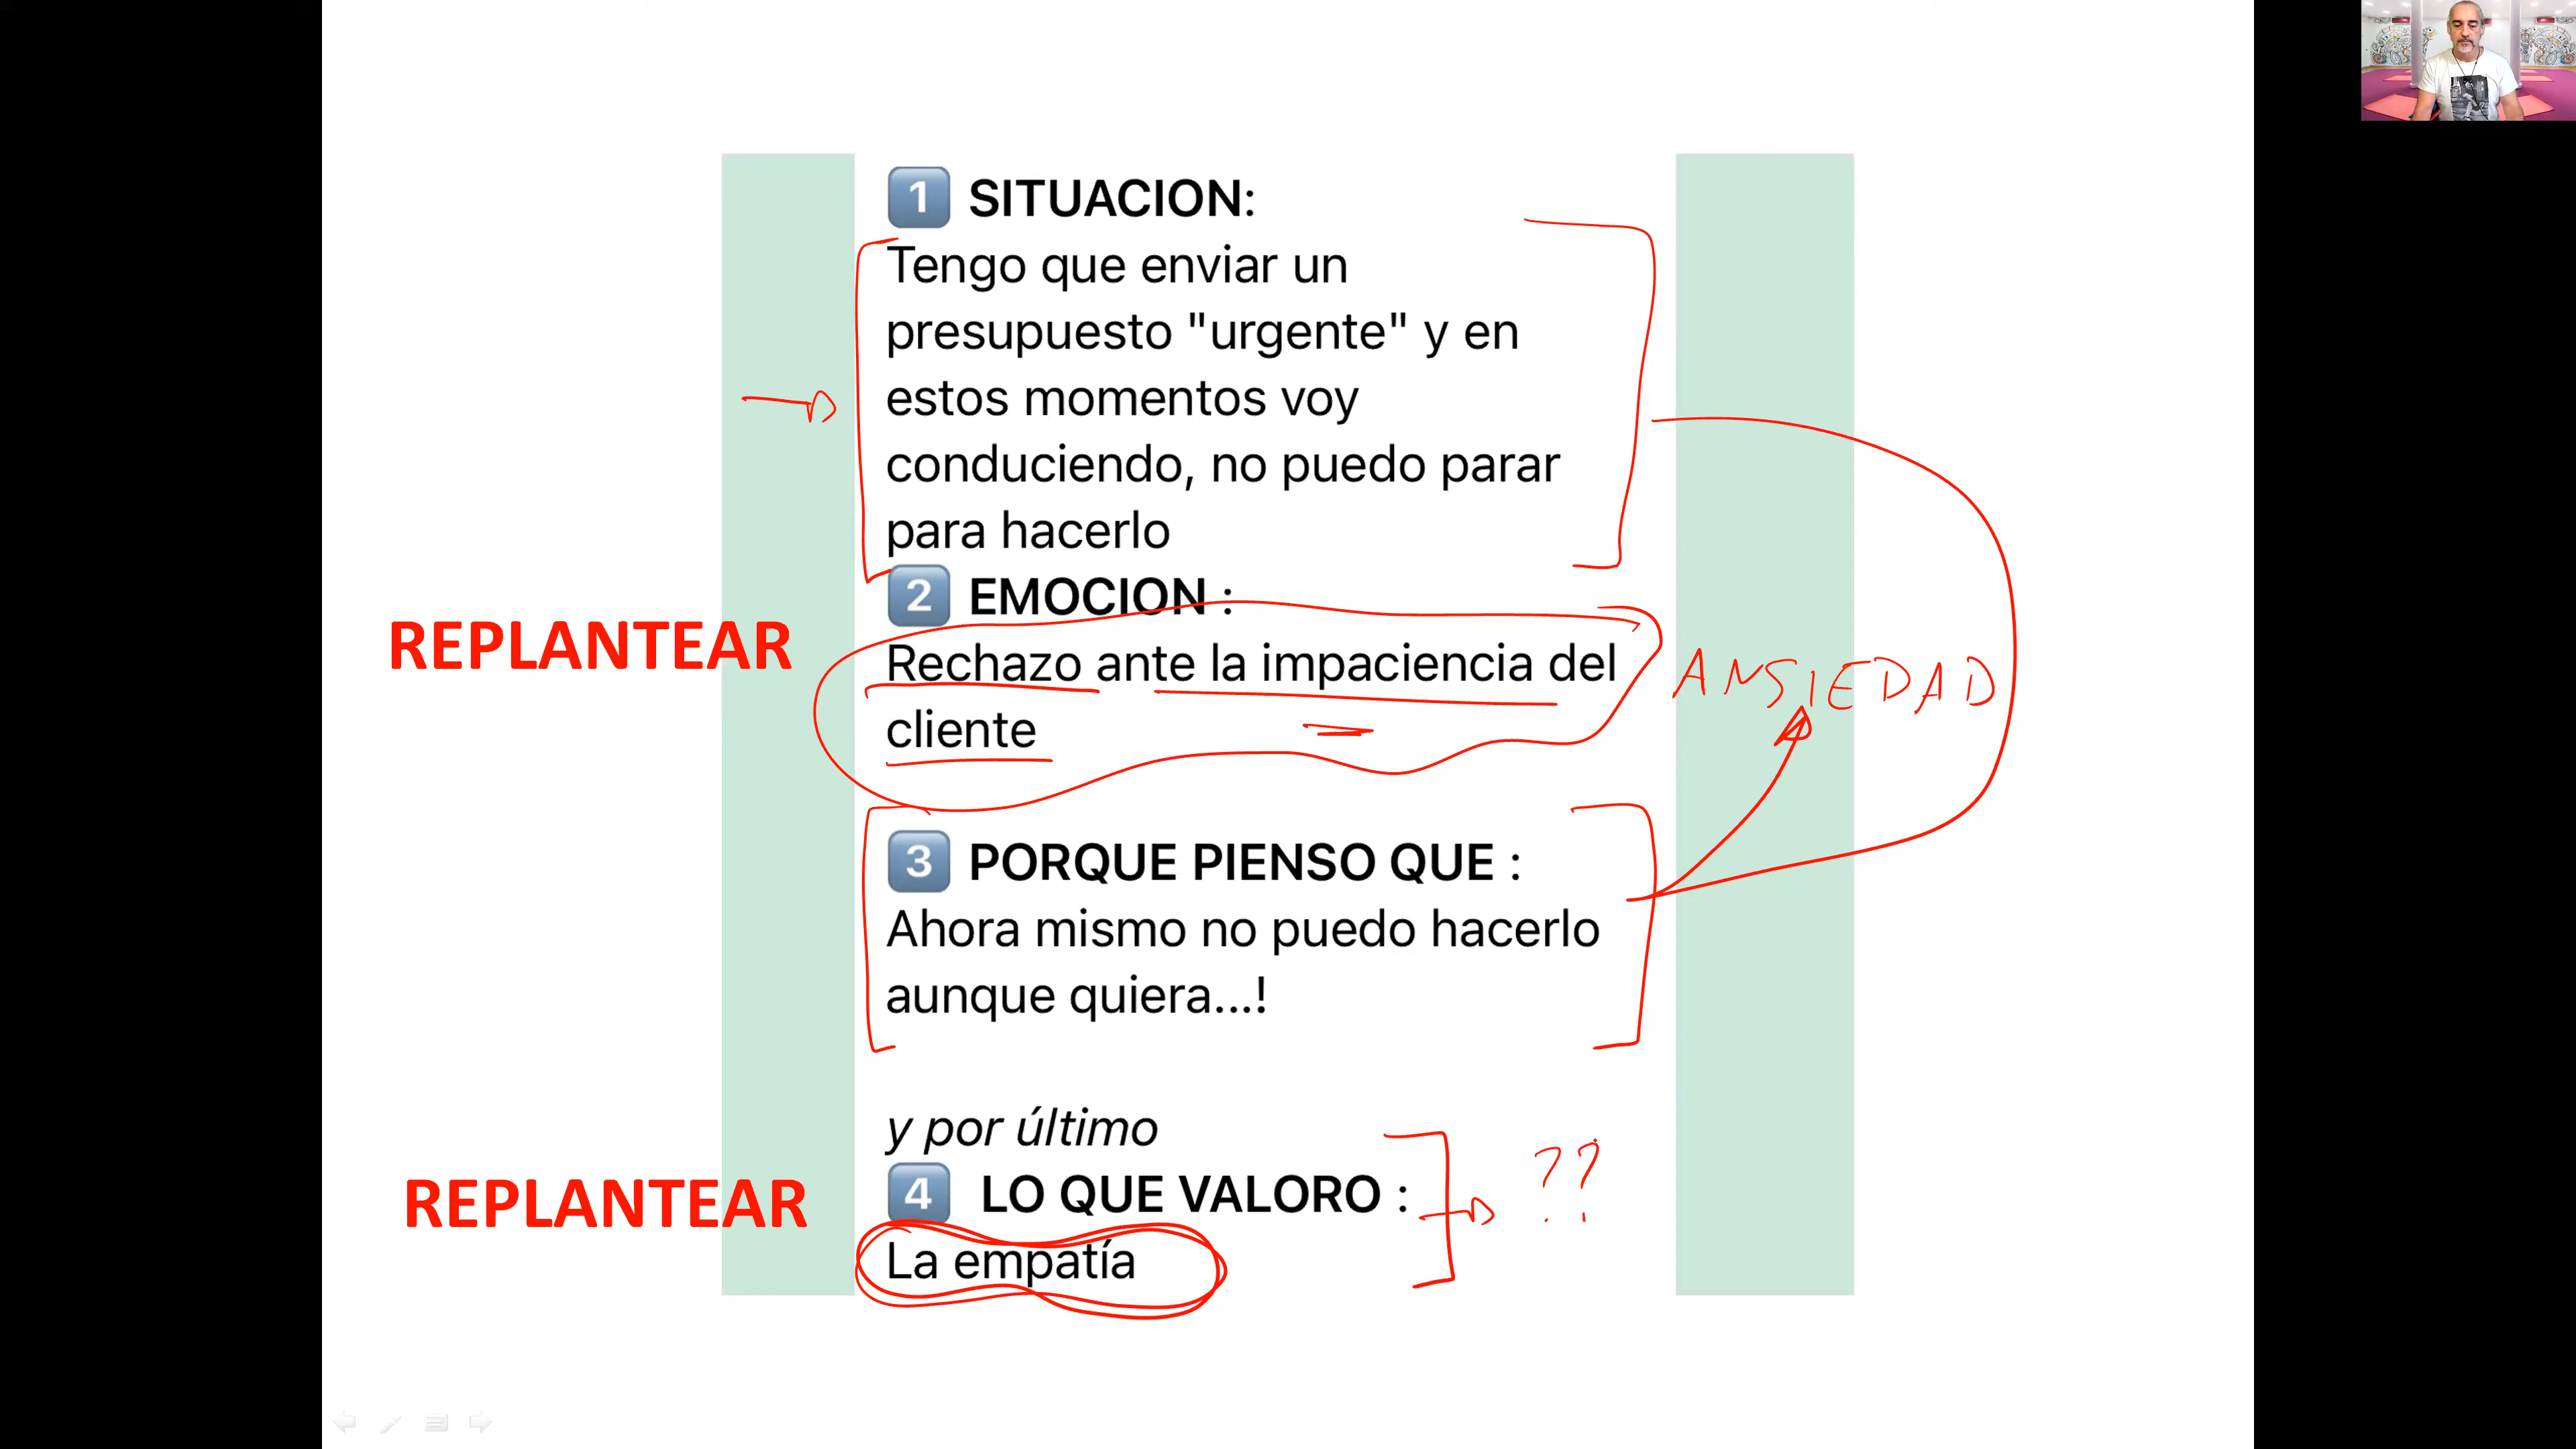 1 SITUACION:
Tengo que enviar un
presupuesto "urgente" y en
estos momentos voy
conduciendo, no puedo parar
para hacerlo
2 EMOCION :
REPLANTEAR
Rechazo ante la impaciencia del
cliente
ANSIEDAD
3 PORQUE PIENSO QUE :
Ahora mismo no puedo hacerlo
aunque quiera...!
y por último
4 LO QUE VALORO :
??
REPLANTEAR
La empatía